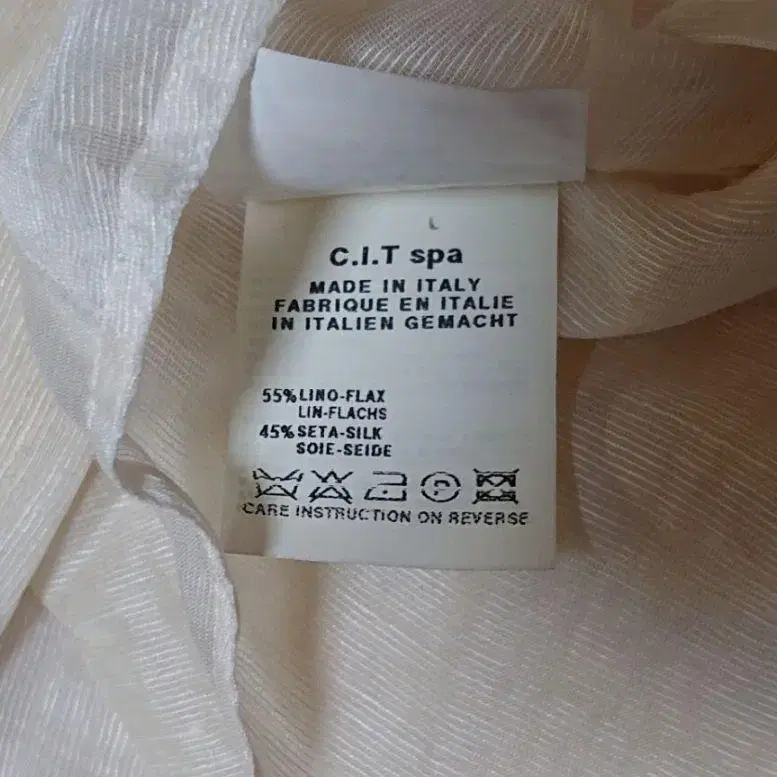 C.I.T spa
MADE IN ITALY
FABRIQUE EN ITALIE
IN ITALIEN GEMACHT
55% LINO-FLAX
LIN-FLACHS
45% SETA-SILK
SOIE-SEIDE
P
CARE INSTRUCTION ON REVERSE